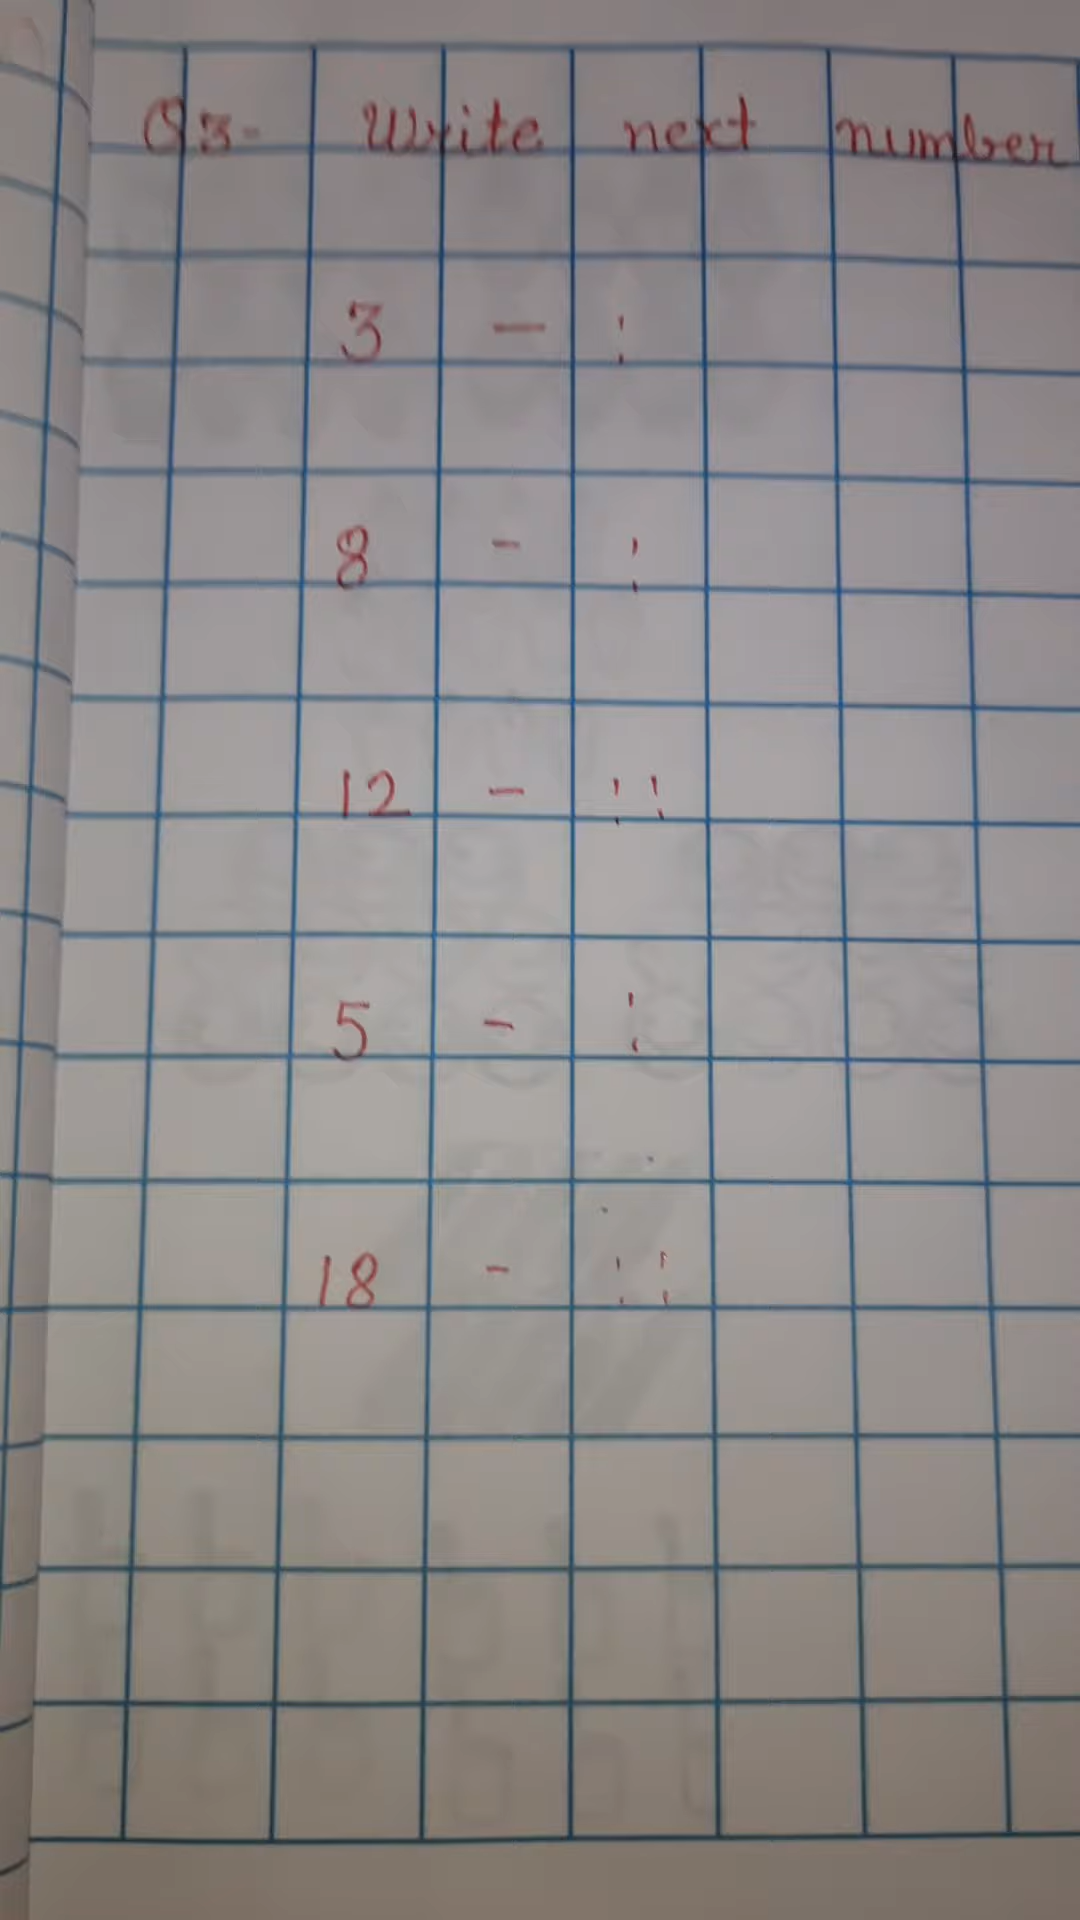 Q3- Write next number
3 - :
8 - :
12 - : :
5 - :
18 - : :